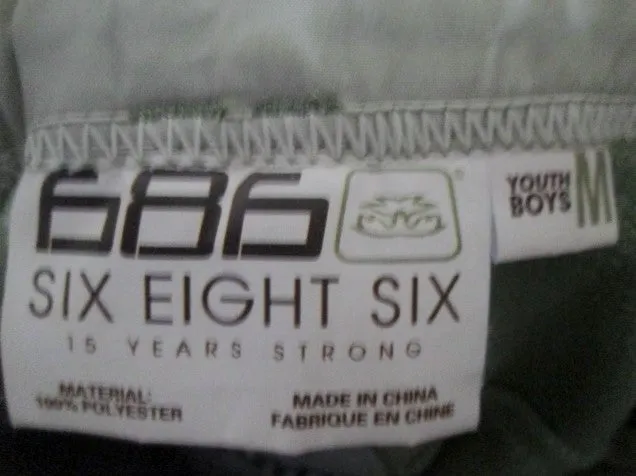 686
SIX EIGHT SIX
15 YEARS STRONG
MATERIAL:
100% POLYESTER
MADE IN CHINA
FABRIQUE EN CHINE
YOUTH
BOYS
M